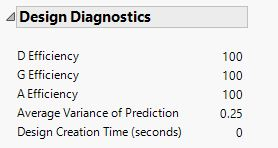 Design Diagnostics
D Efficiency 100
G Efficiency 100
A Efficiency 100
Average Variance of Prediction 0.25
Design Creation Time (seconds) 0